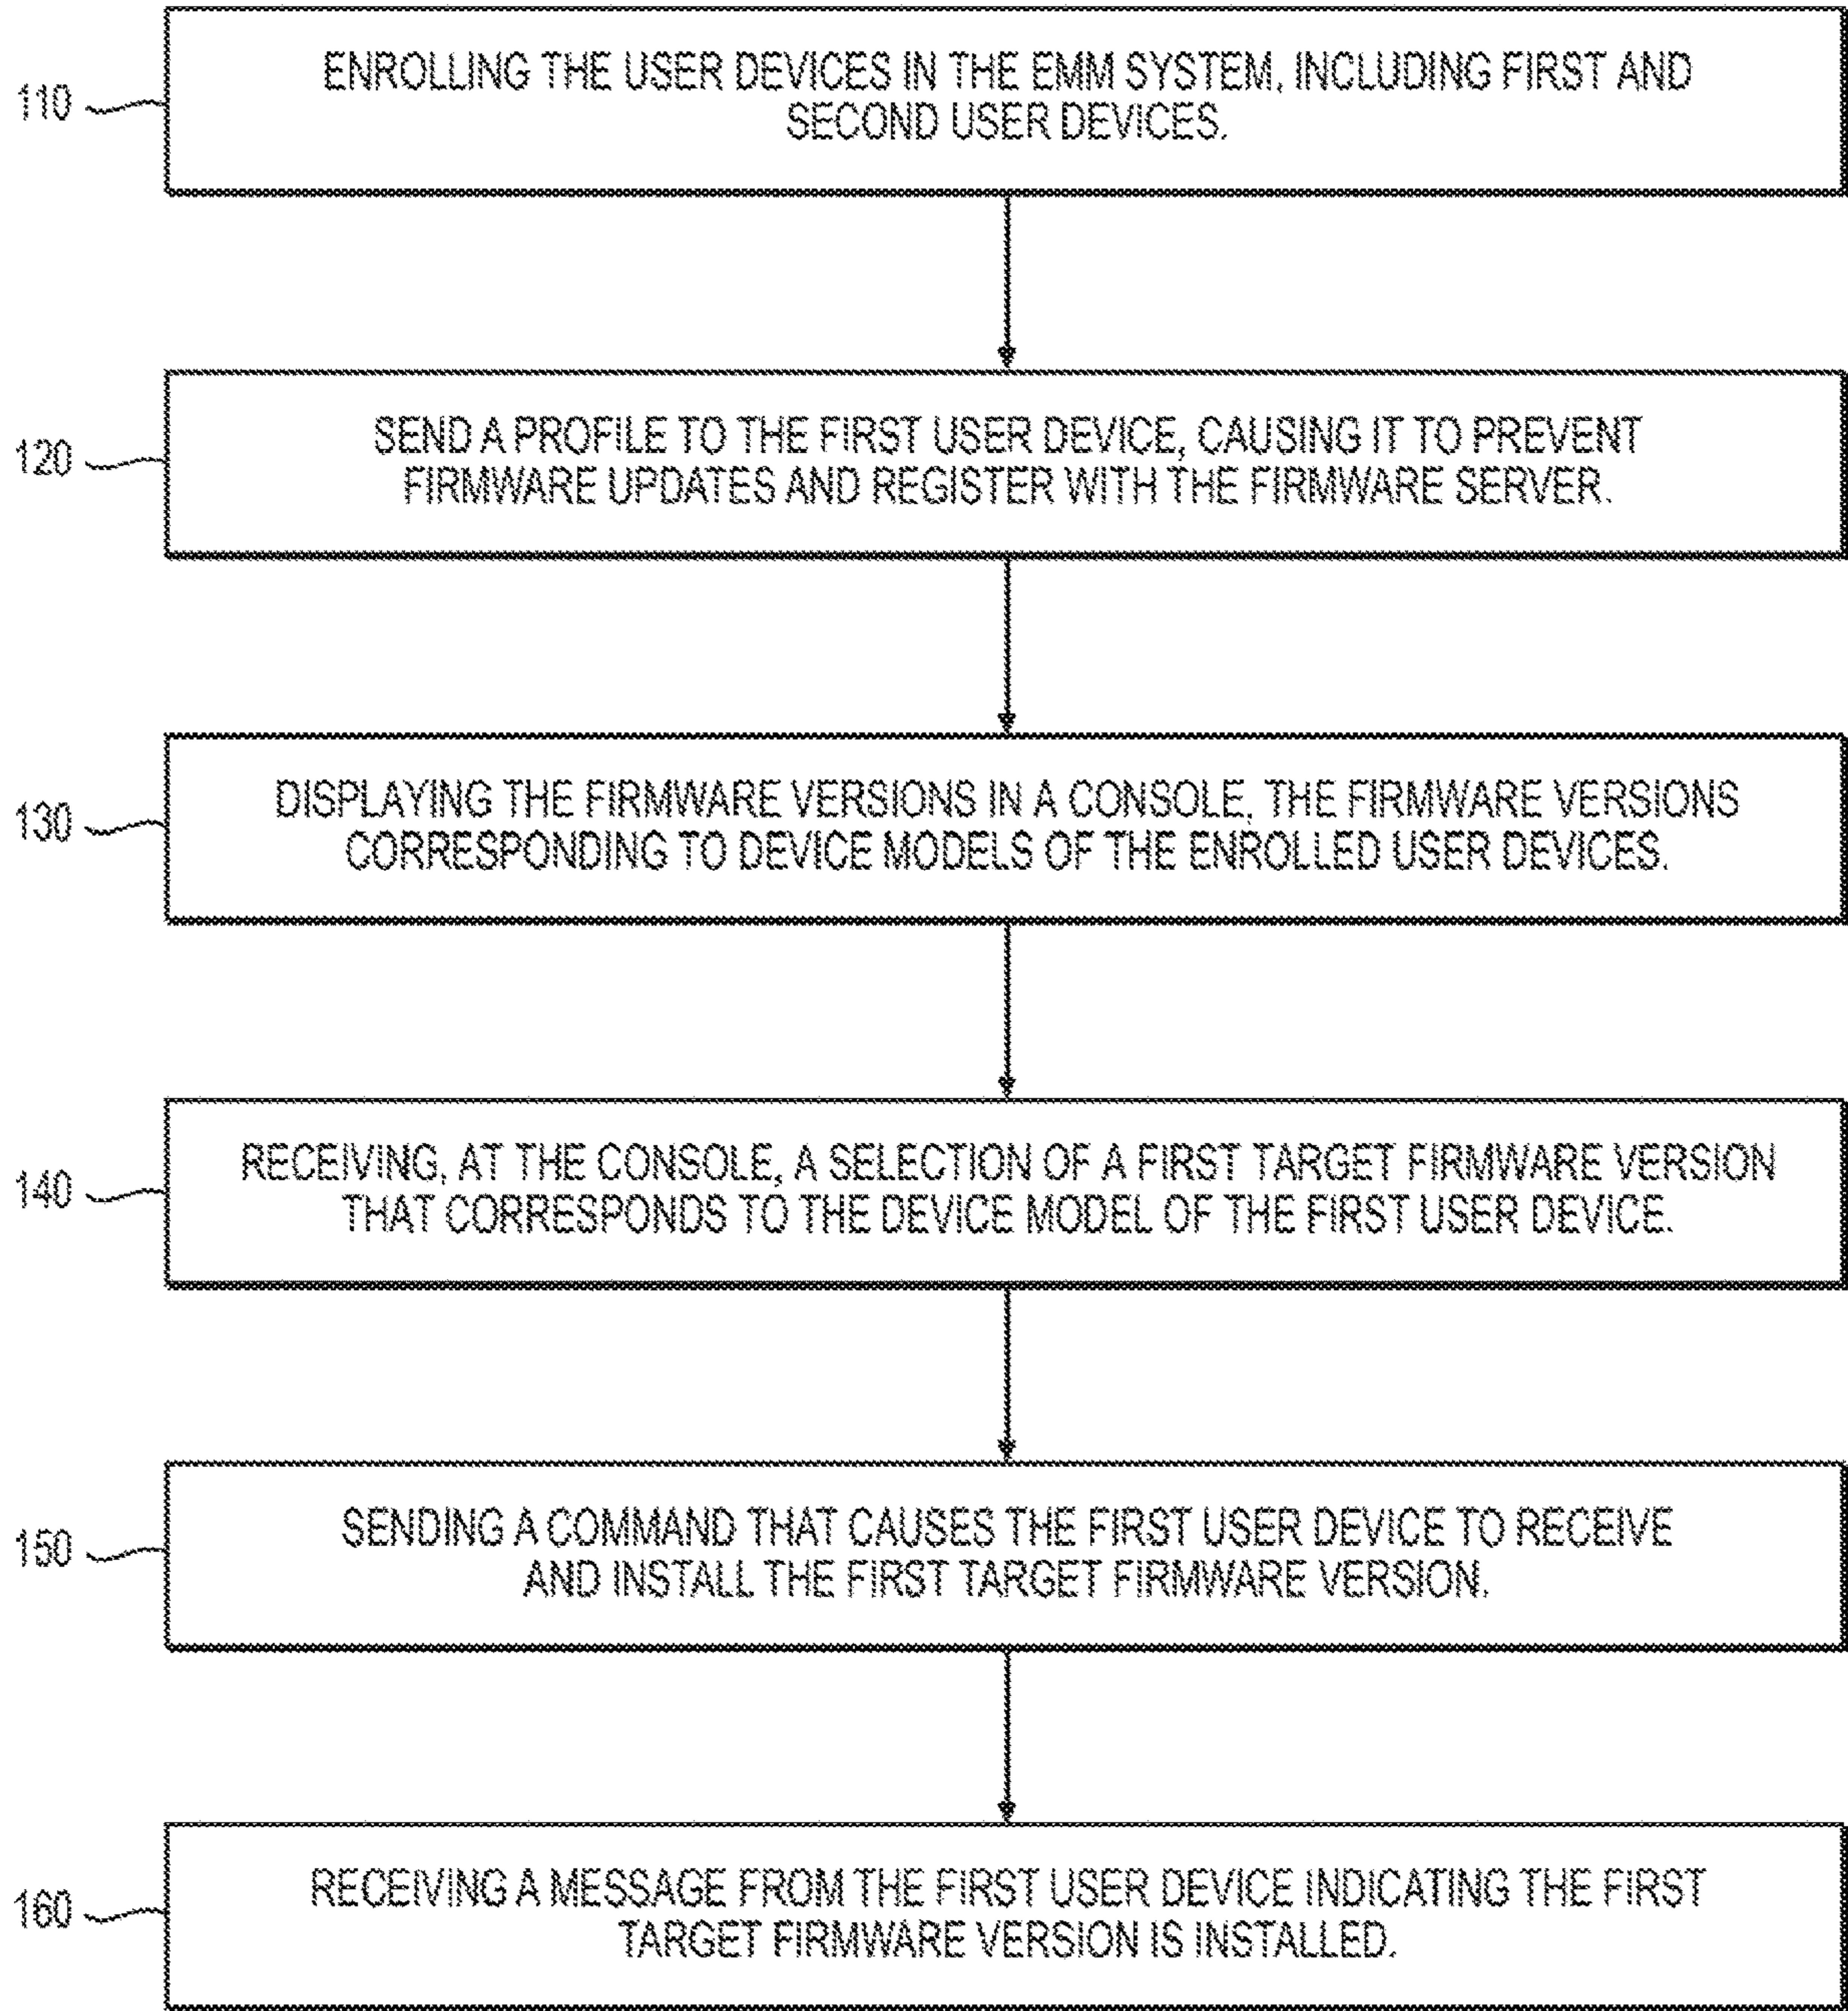 110
ENROLLING THE USER DEVICES IN THE EMM SYSTEM, INCLUDING FIRST AND
SECOND USER DEVICES.
120
SEND A PROFILE TO THE FIRST USER DEVICE, CAUSING IT TO PREVENT
FIRMWARE UPDATES AND REGISTER WITH THE FIRMWARE SERVER.
130
DISPLAYING THE FIRMWARE VERSIONS IN A CONSOLE, THE FIRMWARE VERSIONS
CORRESPONDING TO DEVICE MODELS OF THE ENROLLED USER DEVICES.
140
RECEIVING, AT THE CONSOLE, A SELECTION OF A FIRST TARGET FIRMWARE VERSION
THAT CORRESPONDS TO THE DEVICE MODEL OF THE FIRST USER DEVICE.
150
SENDING A COMMAND THAT CAUSES THE FIRST USER DEVICE TO RECEIVE
AND INSTALL THE FIRST TARGET FIRMWARE VERSION.
160
RECEIVING A MESSAGE FROM THE FIRST USER DEVICE INDICATING THE FIRST
TARGET FIRMWARE VERSION IS INSTALLED.